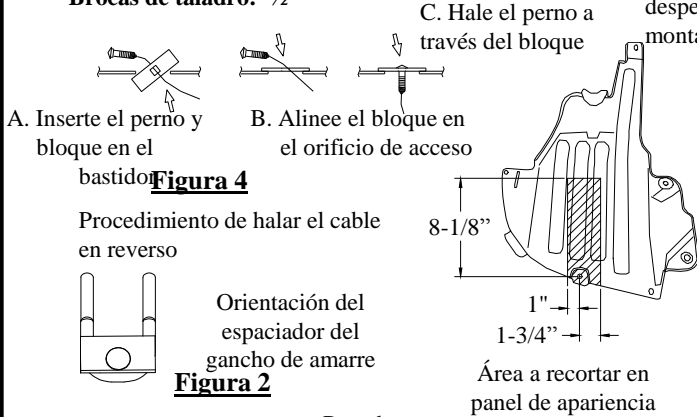 Brocas de taladro: ½"
C. Hale el perno a
través del bloque
A. Inserte el perno y
bloque en el
bastidor
B. Alinee el bloque en
el orificio de acceso
Figura 4
Procedimiento de halar el cable
en reverso
Orientación del
espaciador del
gancho de amarre
Figura 2
8-1/8”
1"
1-3/4”
Área a recortar en
panel de apariencia